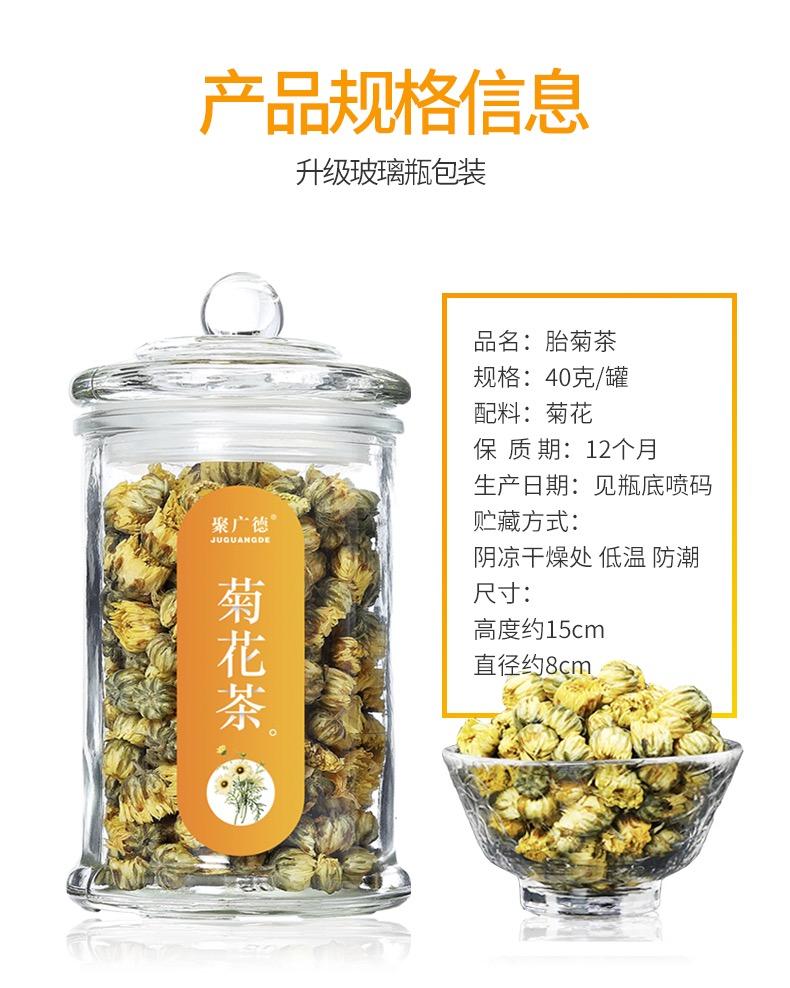 产品规格信息
升级玻璃瓶包装
聚广德®
JUGUANGDE
菊花茶。
品名：胎菊茶
规格：40克/罐
配料：菊花
保 质 期：12个月
生产日期：见瓶底喷码
贮藏方式：
阴凉干燥处 低温 防潮
尺寸：
高度约15cm
直径约8cm